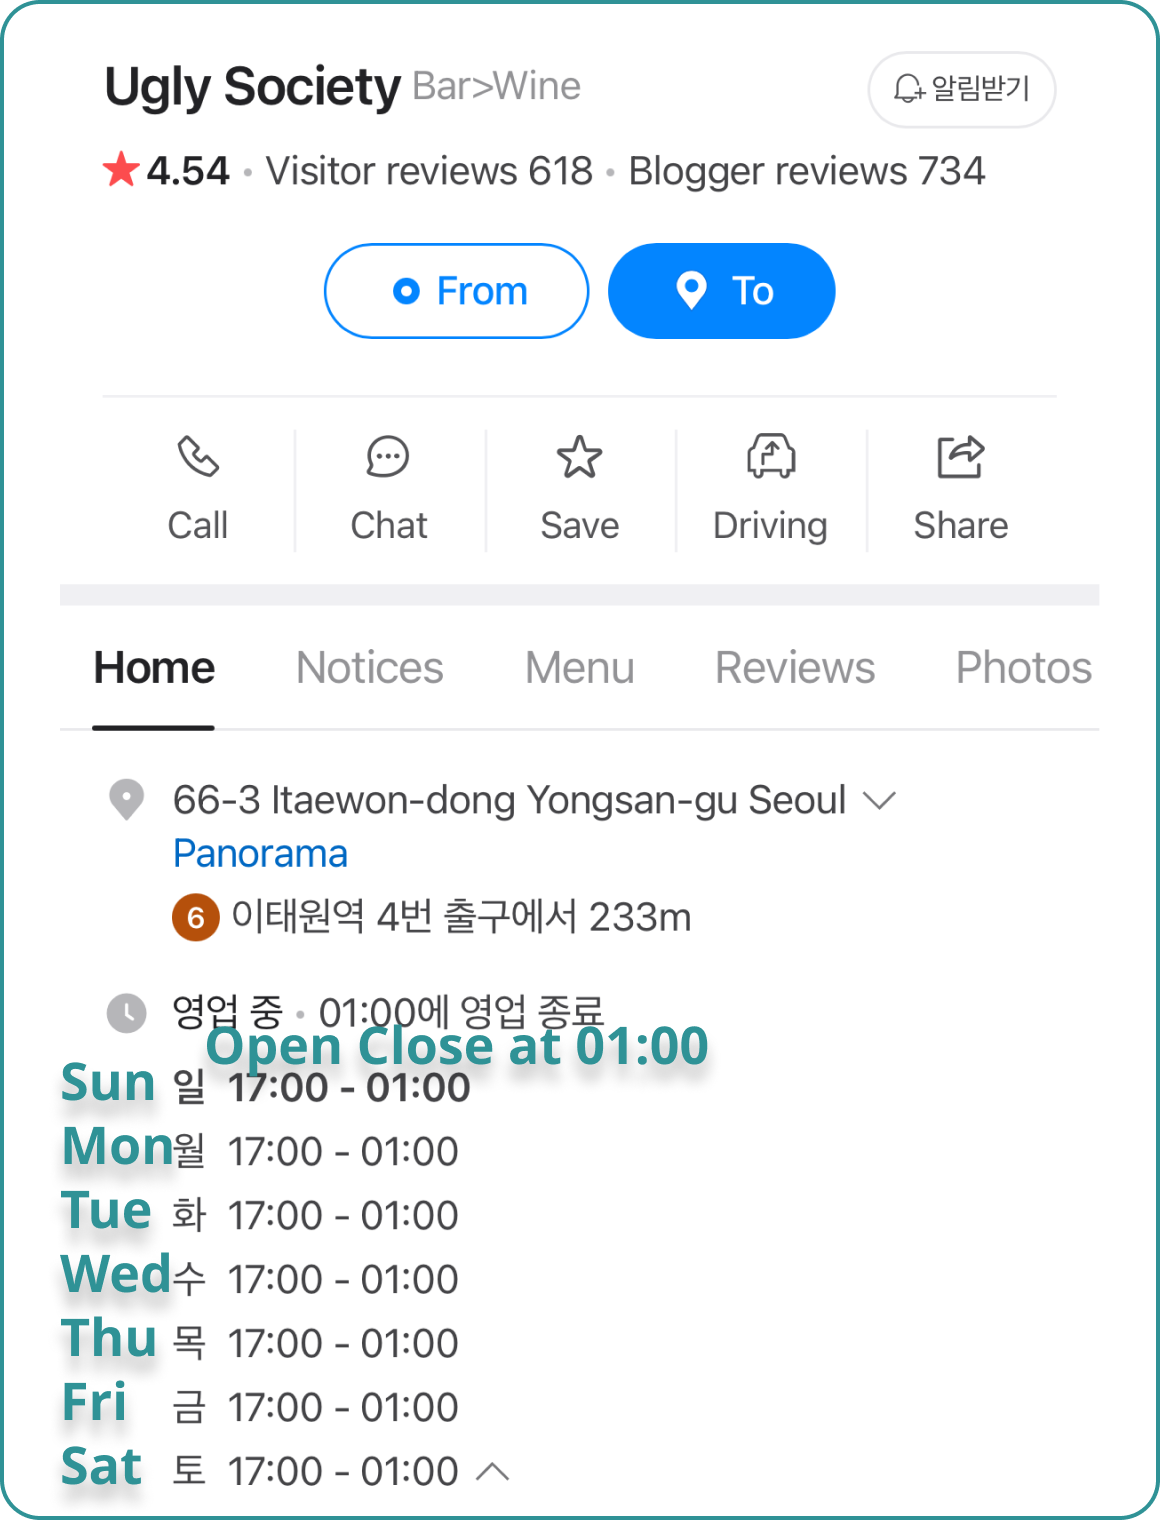 Ugly Society Bar>Wine
알림받기
4.54 • Visitor reviews 618 • Blogger reviews 734
From
To
Call
Chat
Save
Driving
Share
Home
Notices
Menu
Reviews
Photos
66-3 Itaewon-dong Yongsan-gu Seoul
Panorama
6 이태원역 4번 출구에서 233m
영업 중 • 01:00에 영업 종료
Open Close at 01:00
Sun 일 17:00 - 01:00
Mon 월 17:00 - 01:00
Tue 화 17:00 - 01:00
Wed 수 17:00 - 01:00
Thu 목 17:00 - 01:00
Fri 금 17:00 - 01:00
Sat 토 17:00 - 01:00